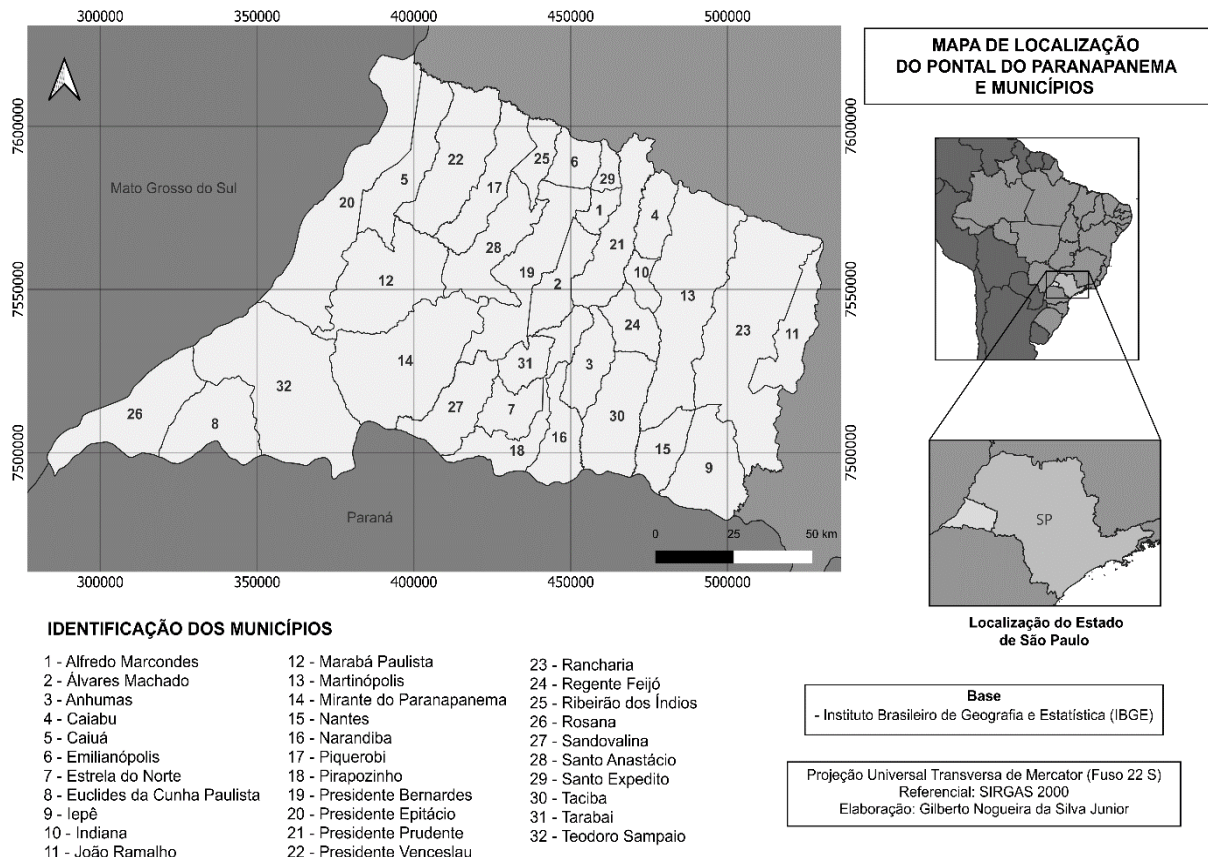 300000 350000 400000 450000 500000
7600000
7550000
7500000
7600000
7550000
7500000
Mato Grosso do Sul
Paraná
20
5
22
17
25
6
29
1
4
21
28
12
19
2
10
13
23
11
24
14
31
3
32
27
7
30
26
8
18
16
15
9
0 25 50 km
300000 350000 400000 450000 500000
MAPA DE LOCALIZAÇÃO
DO PONTAL DO PARANAPANEMA
E MUNICÍPIOS
SP
Localização do Estado
de São Paulo
IDENTIFICAÇÃO DOS MUNICÍPIOS
1 - Alfredo Marcondes
2 - Álvares Machado
3 - Anhumas
4 - Caiabu
5 - Caiuá
6 - Emilianópolis
7 - Estrela do Norte
8 - Euclides da Cunha Paulista
9 - Iepê
10 - Indiana
11 - João Ramalho
12 - Marabá Paulista
13 - Martinópolis
14 - Mirante do Paranapanema
15 - Nantes
16 - Narandiba
17 - Piquerobi
18 - Pirapozinho
19 - Presidente Bernardes
20 - Presidente Epitácio
21 - Presidente Prudente
22 - Presidente Venceslau
23 - Rancharia
24 - Regente Feijó
25 - Ribeirão dos Índios
26 - Rosana
27 - Sandovalina
28 - Santo Anastácio
29 - Santo Expedito
30 - Taciba
31 - Tarabai
32 - Teodoro Sampaio
Base
- Instituto Brasileiro de Geografia e Estatística (IBGE)
Projeção Universal Transversa de Mercator (Fuso 22 S)
Referencial: SIRGAS 2000
Elaboração: Gilberto Nogueira da Silva Junior